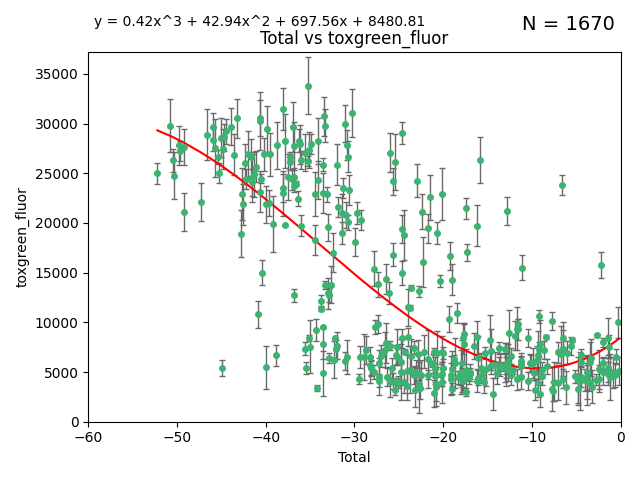 y = 0.42x^3 + 42.94x^2 + 697.56x + 8480.81
N = 1670
Total vs toxgreen_fluor
35000
30000
25000
20000
15000
10000
5000
0
toxgreen_fluor
−60 −50 −40 −30 −20 −10 0
Total